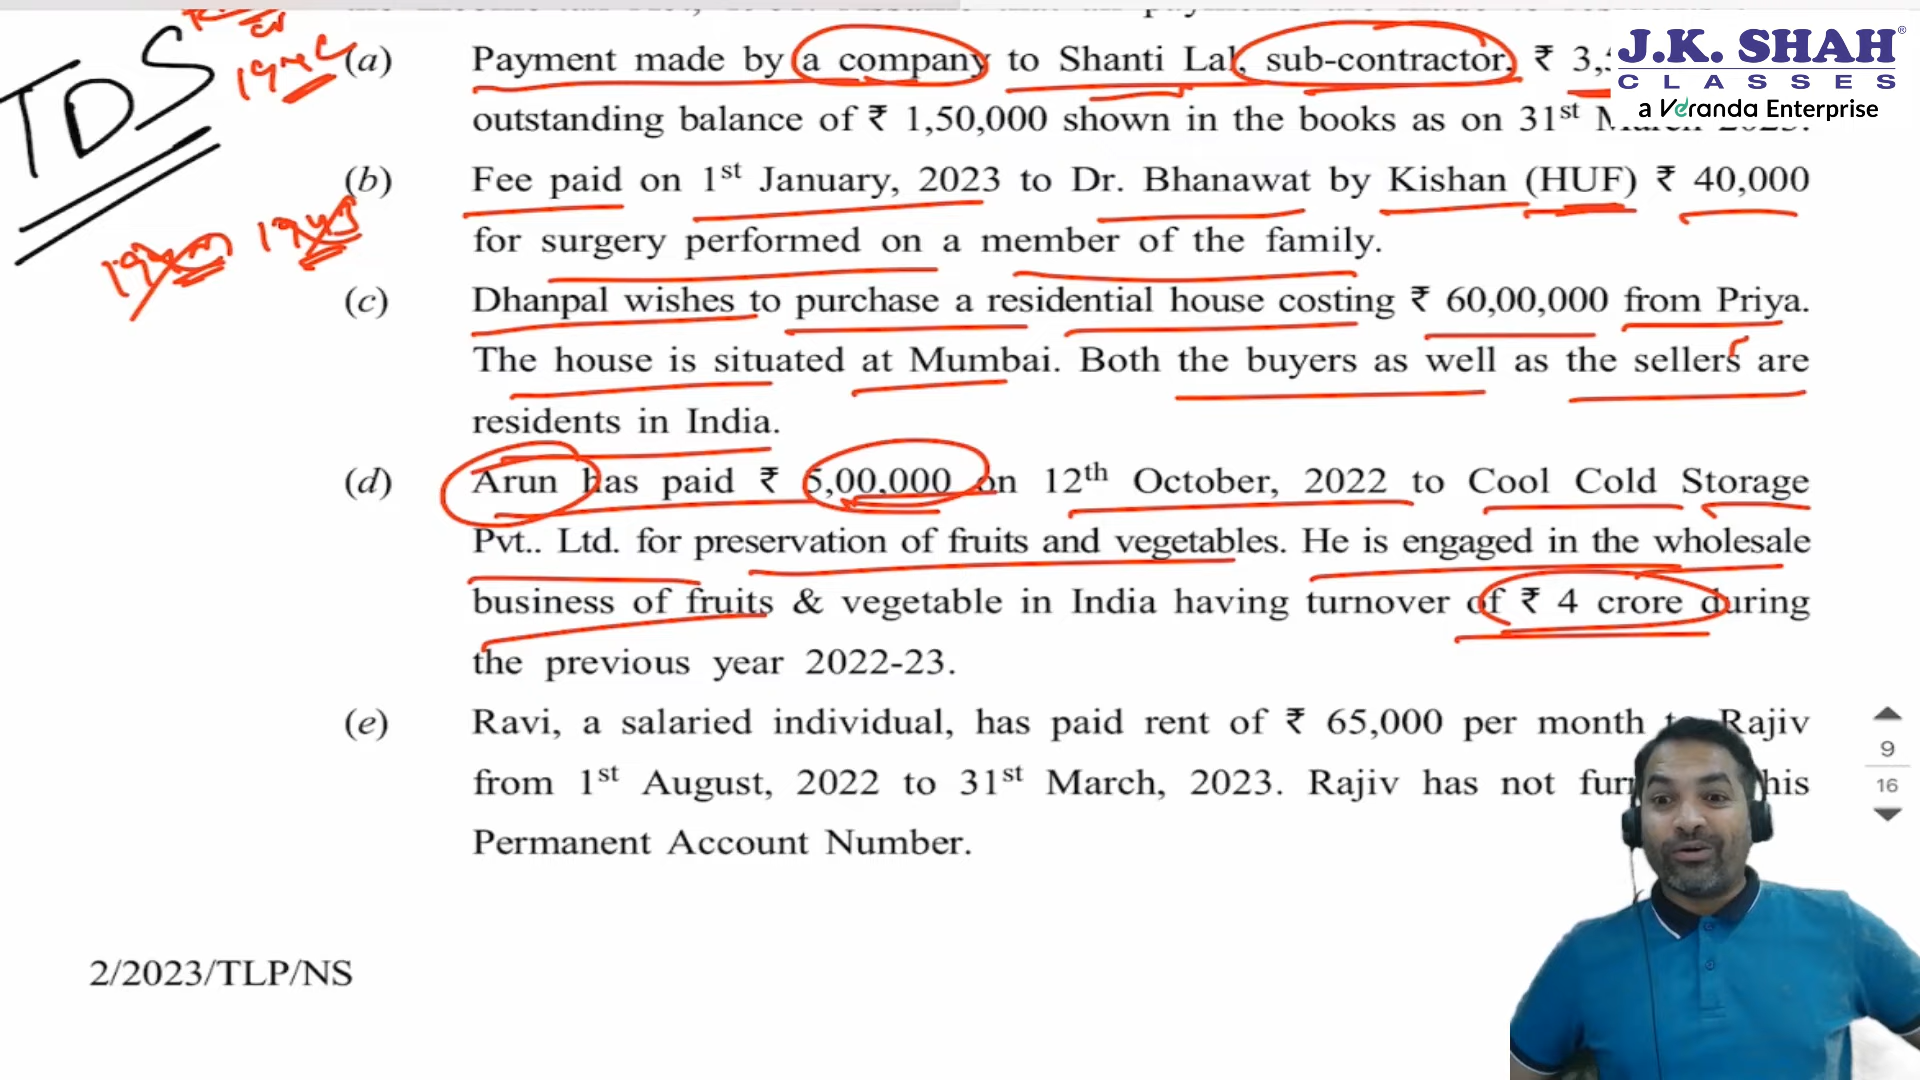 TDS
194C (a) Payment made by a company to Shanti Lal, sub-contractor. ₹
outstanding balance of ₹ 1,50,000 shown in the books as on 31st March 2023.
(b) Fee paid on 1st January, 2023 to Dr. Bhanawat by Kishan (HUF) ₹ 40,000
for surgery performed on a member of the family.
(c) Dhanpal wishes to purchase a residential house costing ₹ 60,00,000 from Priya.
The house is situated at Mumbai. Both the buyers as well as the sellers are
residents in India.
(d) Arun has paid ₹ 5,00,000 on 12th October, 2022 to Cool Cold Storage
Pvt.. Ltd. for preservation of fruits and vegetables. He is engaged in the wholesale
business of fruits & vegetable in India having turnover of ₹ 4 crore during
the previous year 2022-23.
(e) Ravi, a salaried individual, has paid rent of ₹ 65,000 per month Rajiv
from 1st August, 2022 to 31st March, 2023. Rajiv has not his
Permanent Account Number.
2/2023/TLP/NS
J.K. SHAH®
CLASSES
a Veranda Enterprise
9
16